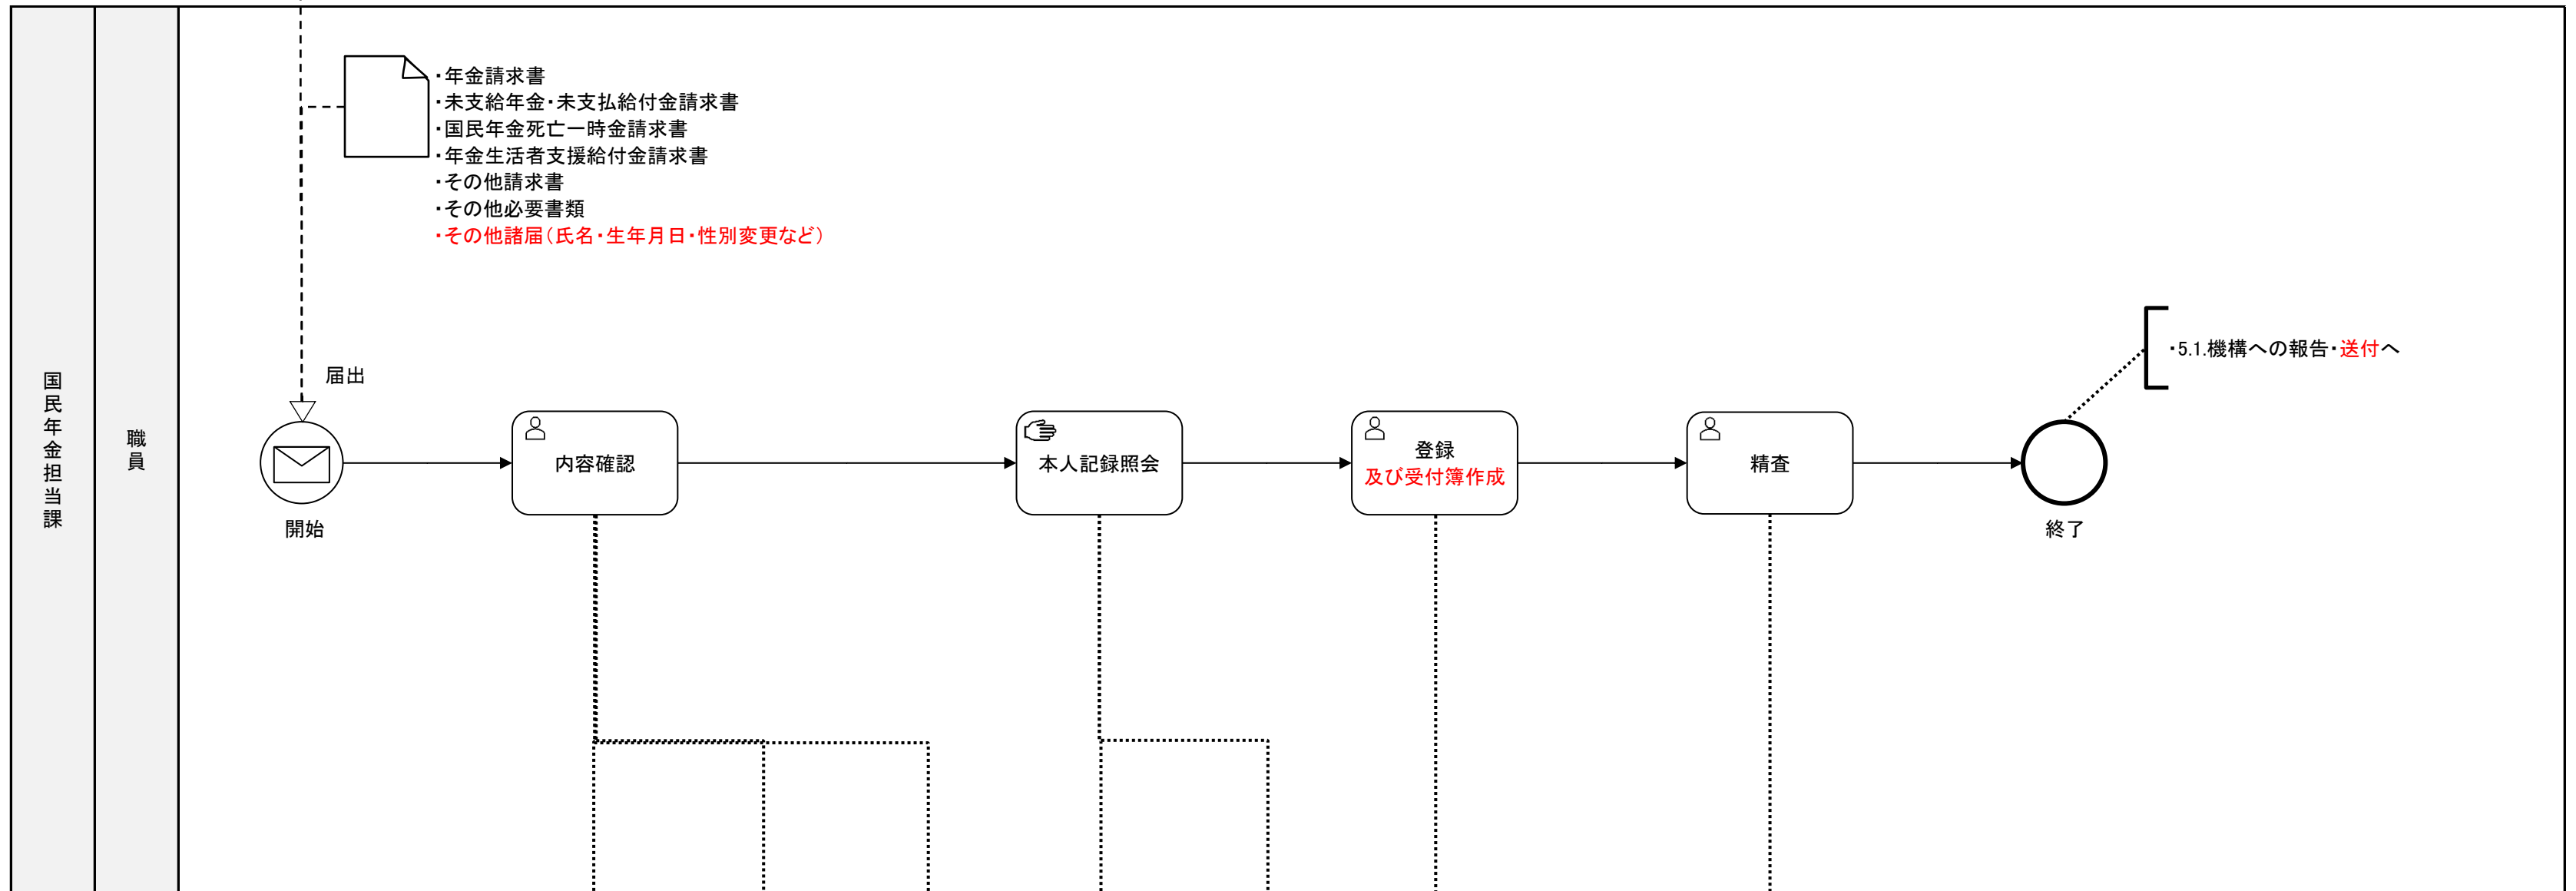 国民年金担当課
職員
・年金請求書
・未支給年金・未支払給付金請求書
・国民年金死亡一時金請求書
・年金生活者支援給付金請求書
・その他請求書
・その他必要書類
・その他諸届（氏名・生年月日・性別変更など）
届出
開始
内容確認
本人記録照会
登録
及び受付簿作成
精査
終了
・5.1.機構への報告・送付へ